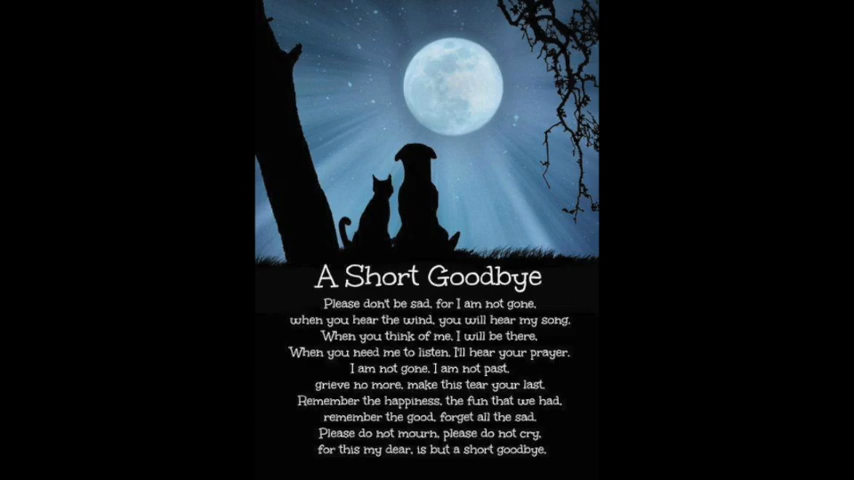 A Short Goodbye
Please don't be sad, for I am not gone,
when you hear the wind, you will hear my song.
When you think of me, I will be there,
When you need me to listen, I'll hear your prayer.
I am not gone, I am not past,
grieve no more, make this tear your last.
Remember the happiness, the fun that we had,
remember the good, forget all the sad.
Please do not mourn, please do not cry,
for this my dear, is but a short goodbye.